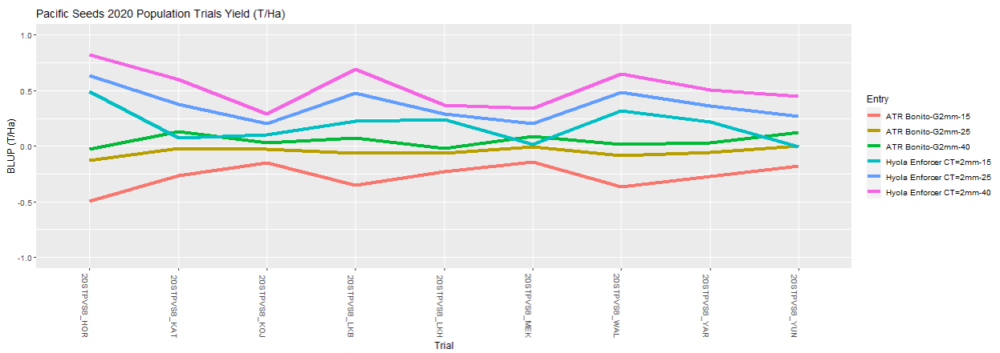 Pacific Seeds 2020 Population Trials Yield (T/Ha)
BLUP (T/Ha)
1.0
0.5
0.0
-0.5
-1.0
20STPVS8_HOR
20STPVS8_KAT
20STPVS8_KOJ
20STPVS8_LKB
20STPVS8_LKH
20STPVS8_MEK
20STPVS8_WAL
20STPVS8_YAR
20STPVS8_YUN
Trial
Entry
ATR Bonito-G2mm-15
ATR Bonito-G2mm-25
ATR Bonito-G2mm-40
Hyola Enforcer CT=2mm-15
Hyola Enforcer CT=2mm-25
Hyola Enforcer CT=2mm-40